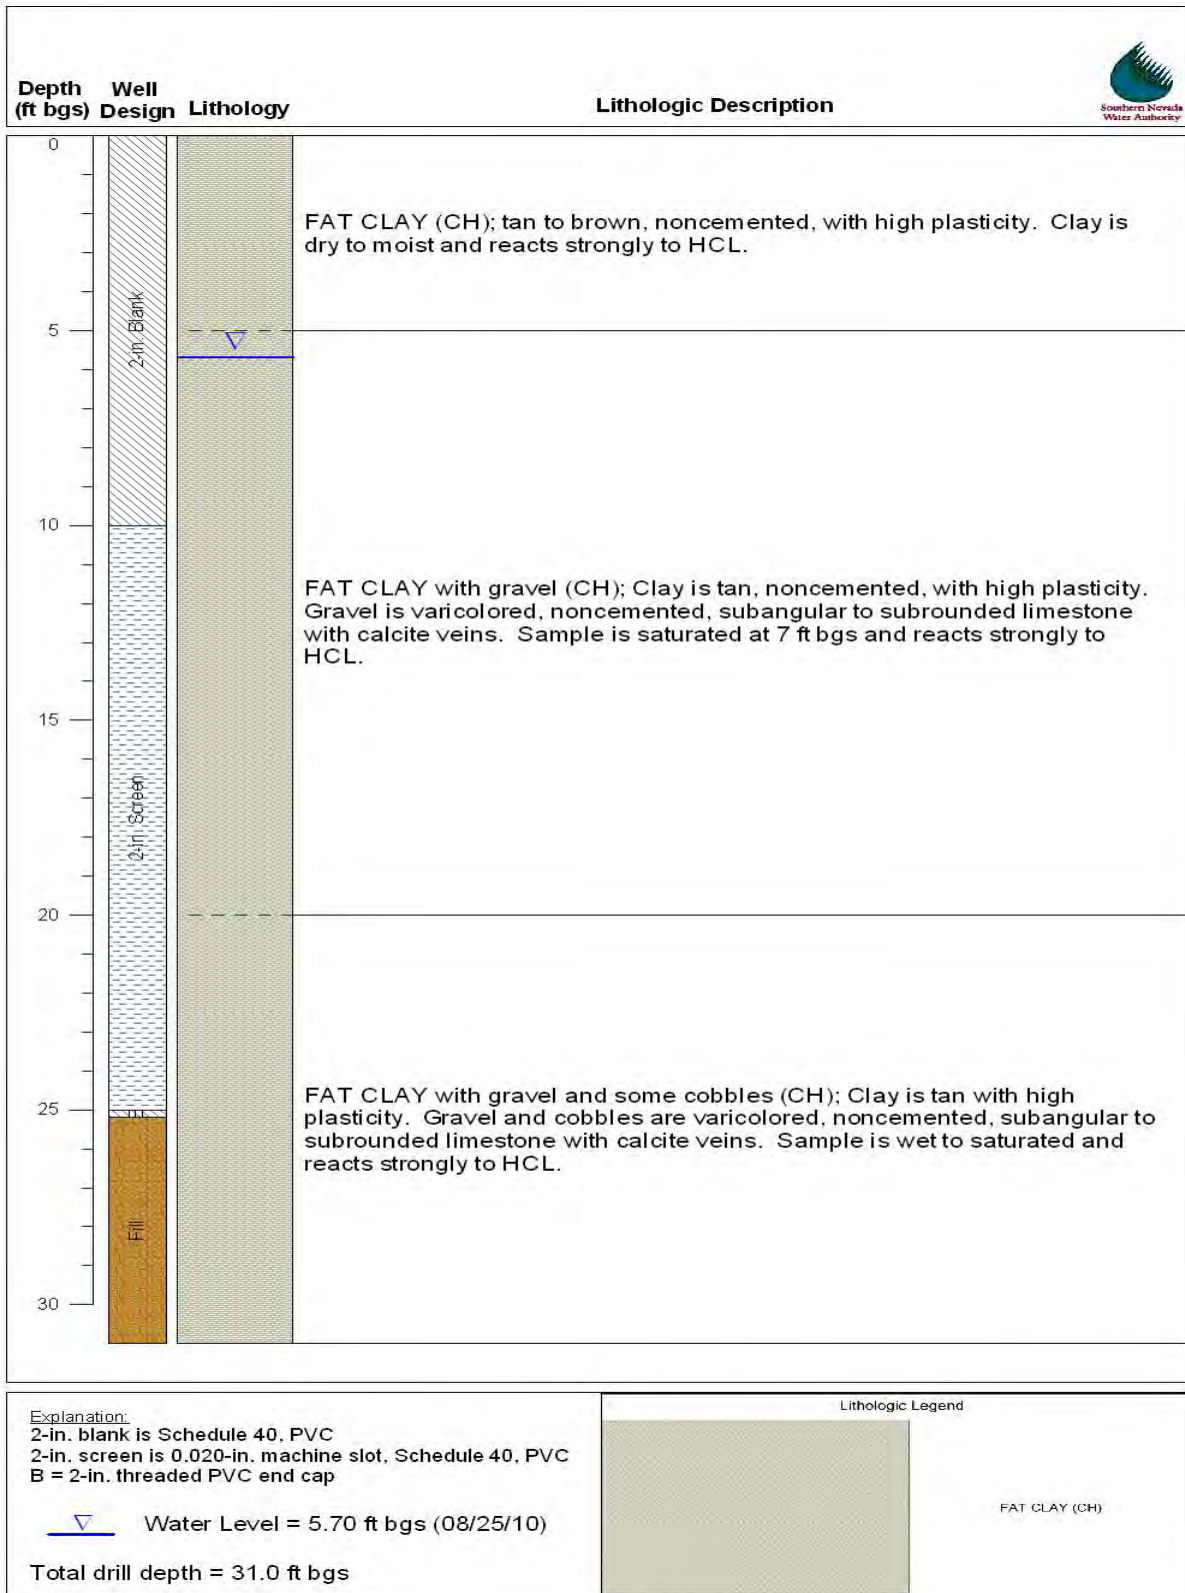 Depth
(ft bgs)
Well
Design
Lithology
Lithologic Description
Southern Nevada
Water Authority
0
5
10
15
20
25
30
2-in. Blank
2-in. Screen
B
Fill
FAT CLAY (CH); tan to brown, noncemented, with high plasticity. Clay is
dry to moist and reacts strongly to HCL.
FAT CLAY with gravel (CH); Clay is tan, noncemented, with high plasticity.
Gravel is varicolored, noncemented, subangular to subrounded limestone
with calcite veins. Sample is saturated at 7 ft bgs and reacts strongly to
HCL.
FAT CLAY with gravel and some cobbles (CH); Clay is tan with high
plasticity. Gravel and cobbles are varicolored, noncemented, subangular to
subrounded limestone with calcite veins. Sample is wet to saturated and
reacts strongly to HCL.
Explanation:
2-in. blank is Schedule 40, PVC
2-in. screen is 0.020-in. machine slot, Schedule 40, PVC
B = 2-in. threaded PVC end cap
Water Level = 5.70 ft bgs (08/25/10)
Total drill depth = 31.0 ft bgs
Lithologic Legend
FAT CLAY (CH)